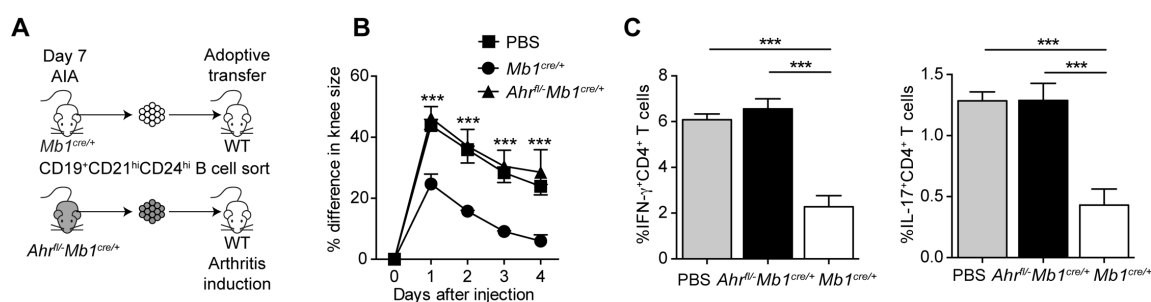 A
Day 7
AIA
Adoptive
transfer
Mb1cre/+
WT
CD19+CD21hiCD24hi B cell sort
Ahrfl/-Mb1cre/+
WT
Arthritis
induction
B
PBS
Mb1cre/+
Ahrfl/-Mb1cre/+
% difference in knee size
60
40
20
0
*** *** *** ***
0 1 2 3 4
Days after injection
C
***
***
%IFN-γ+CD4+ T cells
8
6
4
2
0
PBS Ahrfl/-Mb1cre/+ Mb1cre/+
***
***
%IL-17+CD4+ T cells
1.5
1.0
0.5
0.0
PBS Ahrfl/-Mb1cre/+ Mb1cre/+